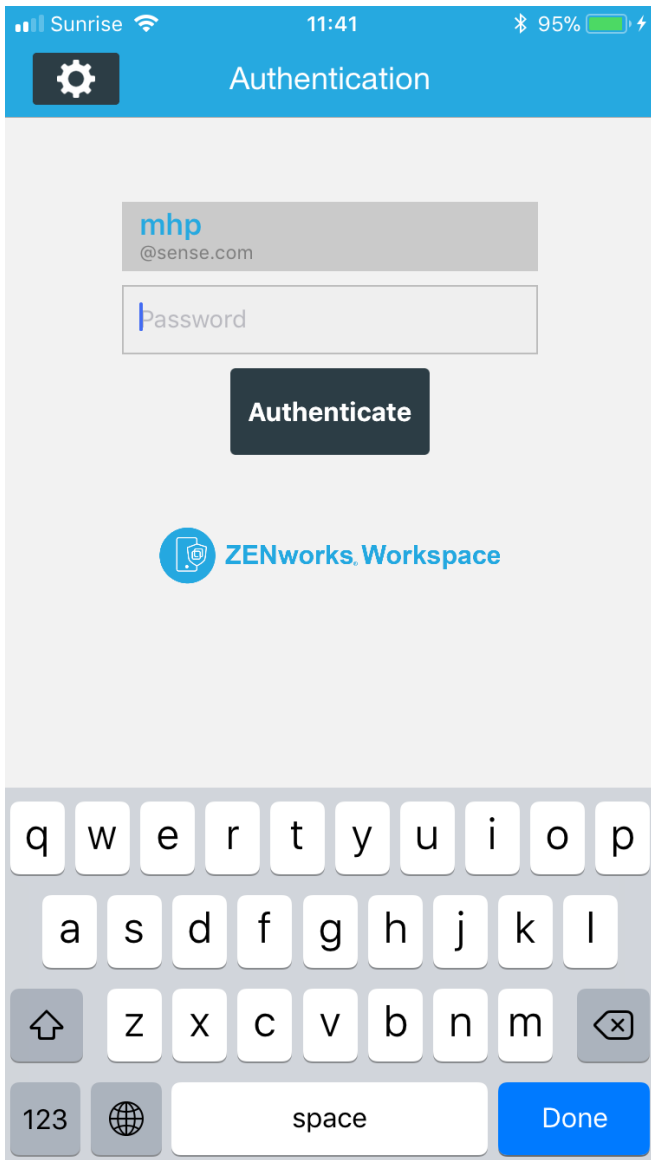 Sunrise 11:41 95%
Authentication
mhp
@sense.com
Password
Authenticate
ZENworks® Workspace
q w e r t y u i o p
a s d f g h j k l
z x c v b n m
123 space Done